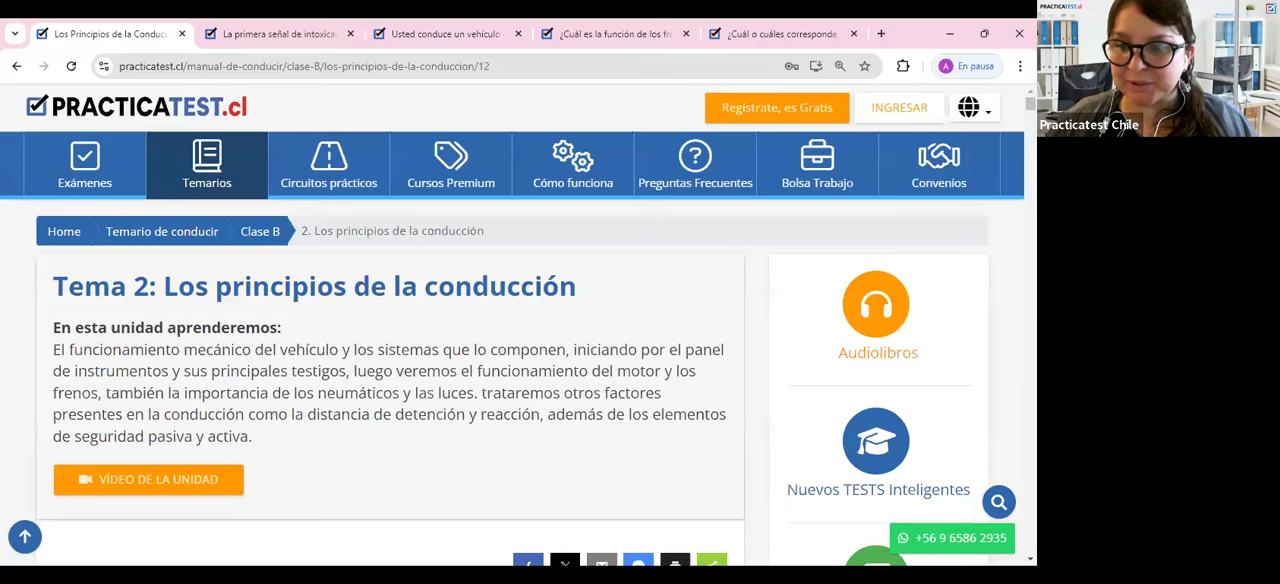 Los Principios de la Conducc
La primera señal de intoxica
Usted conduce un vehículo
¿Cuál es la función de los fre
¿Cuál o cuáles corresponde
practicatest.cl/manual-de-conducir/clase-B/los-principios-de-la-conduccion/12
A
En pausa
PRACTICATEST.cl
Practicatest Chile
PRACTICATEST.cl
Regístrate, es Gratis
INGRESAR
Exámenes
Temarios
Circuitos prácticos
Cursos Premium
Cómo funciona
Preguntas Frecuentes
Bolsa Trabajo
Convenios
Home
Temario de conducir
Clase B
2. Los principios de la conducción
Tema 2: Los principios de la conducción
En esta unidad aprenderemos:
El funcionamiento mecánico del vehículo y los sistemas que lo componen, iniciando por el panel
de instrumentos y sus principales testigos, luego veremos el funcionamiento del motor y los
frenos, también la importancia de los neumáticos y las luces. trataremos otros factores
presentes en la conducción como la distancia de detención y reacción, además de los elementos
de seguridad pasiva y activa.
VÍDEO DE LA UNIDAD
Audiolibros
Nuevos TESTS Inteligentes
+56 9 6586 2935